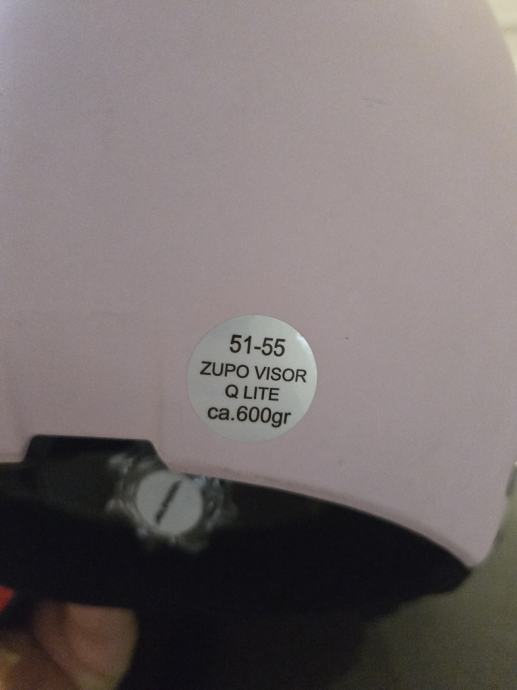 51-55
ZUPO VISOR
Q LITE
ca.600gr